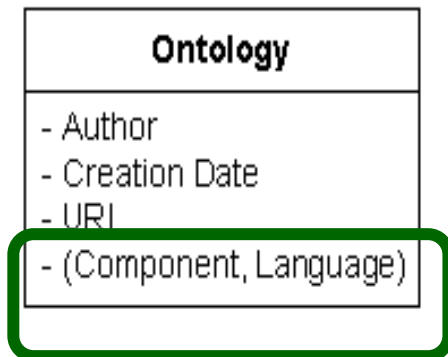 Ontology
- Author
- Creation Date
- URI
- (Component, Language)